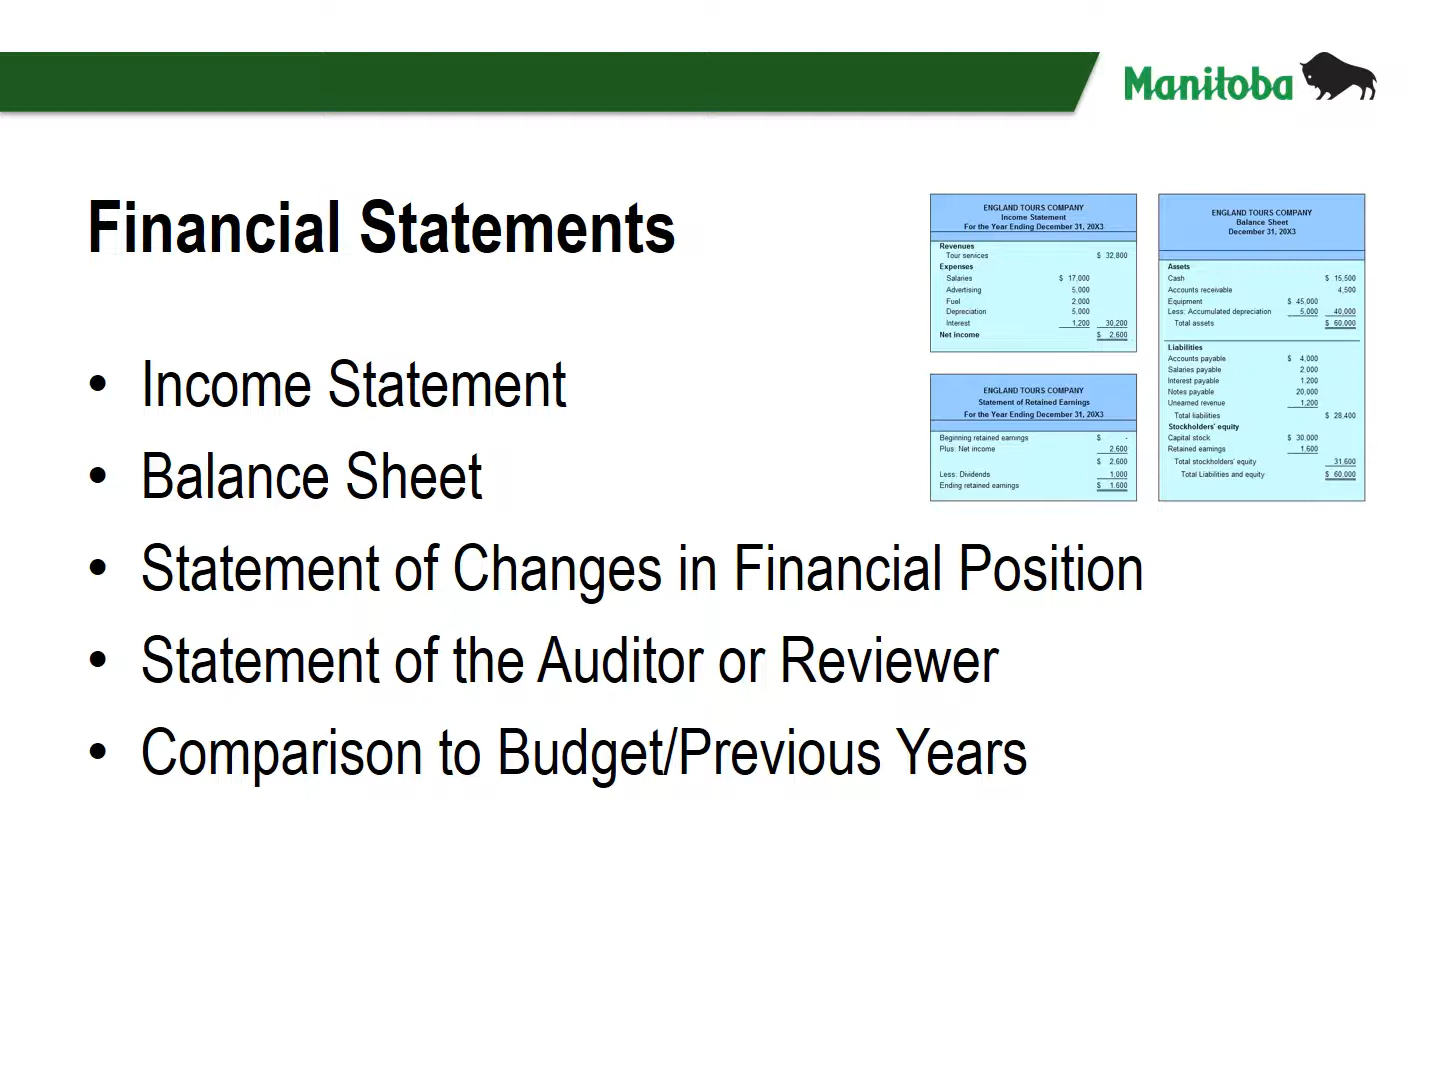 Manitoba
Financial Statements
• Income Statement
• Balance Sheet
• Statement of Changes in Financial Position
• Statement of the Auditor or Reviewer
• Comparison to Budget/Previous Years
ENGLAND TOURS COMPANY
Income Statement
For the Year Ending December 31, 20X3
Revenues
Tour services $ 32,800
Expenses
Salaries $ 17,000
Advertising 5,000
Fuel 2,000
Depreciation 5,000
Interest 1,200 30,200
Net income $ 2,600
ENGLAND TOURS COMPANY
Statement of Retained Earnings
For the Year Ending December 31, 20X3
Beginning retained earnings $ -
Plus: Net income 2,600
$ 2,600
Less: Dividends 1,000
Ending retained earnings $ 1,600
ENGLAND TOURS COMPANY
Balance Sheet
December 31, 20X3
Assets
Cash $ 15,500
Accounts receivable 4,500
Equipment $ 45,000
Less: Accumulated depreciation 5,000 40,000
Total assets $ 60,000
Liabilities
Accounts payable $ 4,000
Salaries payable 2,000
Interest payable 1,200
Notes payable 20,000
Unearned revenue 1,200
Total liabilities $ 28,400
Stockholders' equity
Capital stock $ 30,000
Retained earnings 1,600
Total stockholders' equity 31,600
Total Liabilities and equity $ 60,000